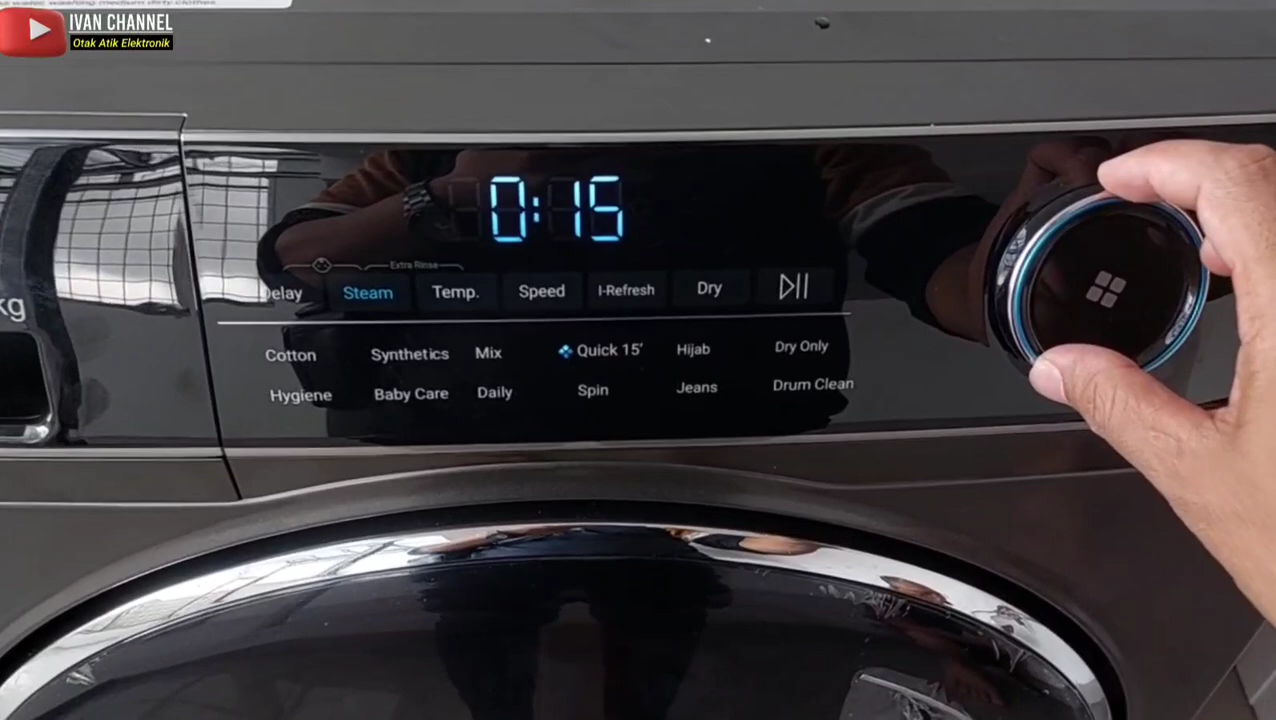 IVAN CHANNEL
Otak Atik Elektronik
0:15
Extra Rinse
Delay Steam Temp. Speed I-Refresh Dry
kg
Cotton Synthetics Mix Quick 15' Hijab Dry Only
Hygiene Baby Care Daily Spin Jeans Drum Clean